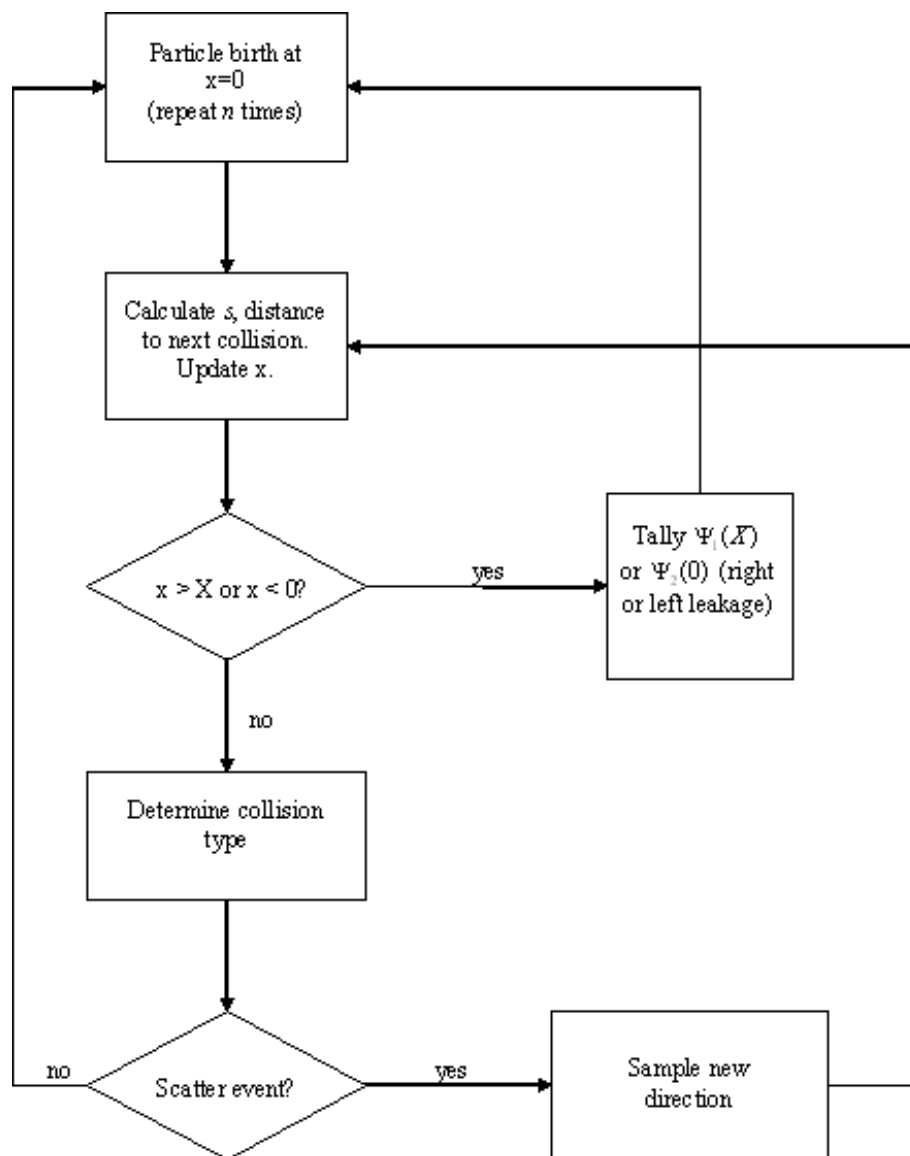 Particle birth at
x=0
(repeat n times)
Calculate s, distance
to next collision.
Update x.
x > X or x < 0?
yes
Tally Ψ₁(X)
or Ψ₂(0) (right
or left leakage)
no
Determine collision
type
no
Scatter event?
yes
Sample new
direction